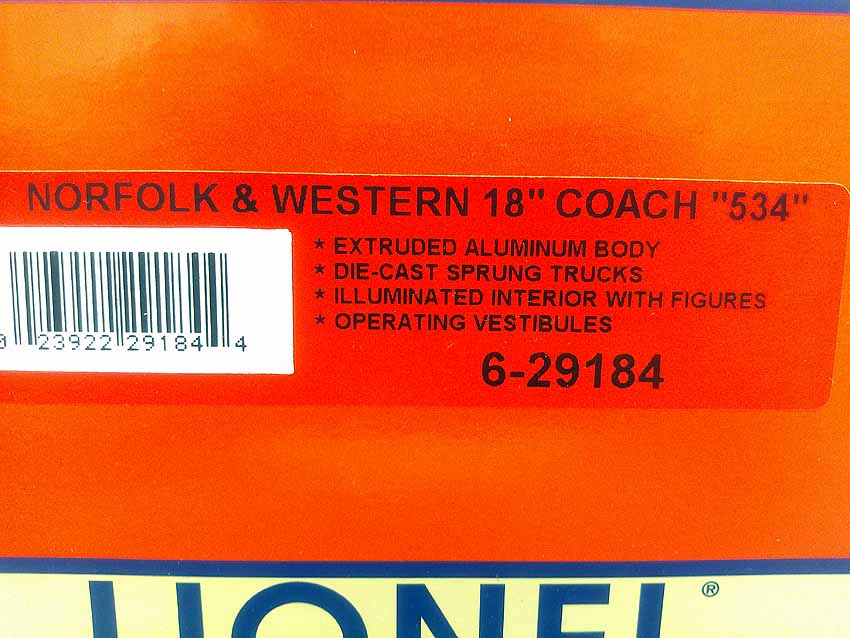 NORFOLK & WESTERN 18" COACH "534"
* EXTRUDED ALUMINUM BODY
* DIE-CAST SPRUNG TRUCKS
* ILLUMINATED INTERIOR WITH FIGURES
* OPERATING VESTIBULES
0 23922 29184 4
6-29184
LIONEL®